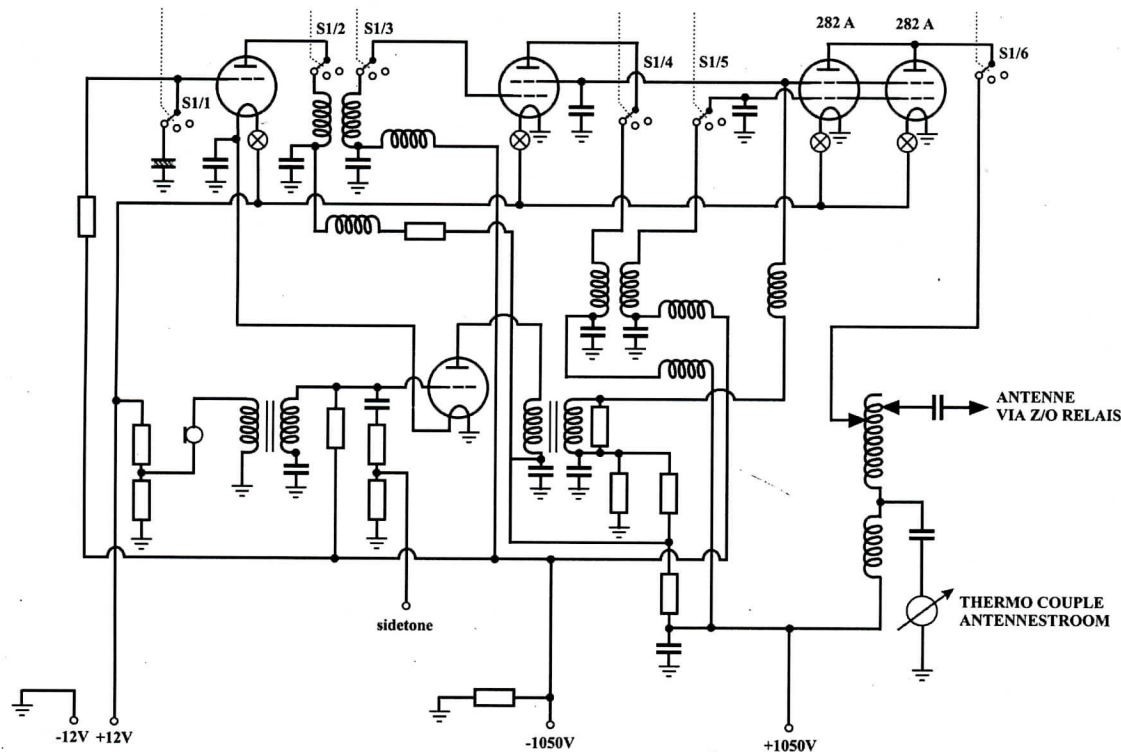 S1/1
S1/2
S1/3
S1/4
S1/5
282 A
282 A
S1/6
ANTENNE
VIA Z/O RELAIS
THERMO COUPLE
ANTENNESTROOM
sidetone
-12V
+12V
-1050V
+1050V